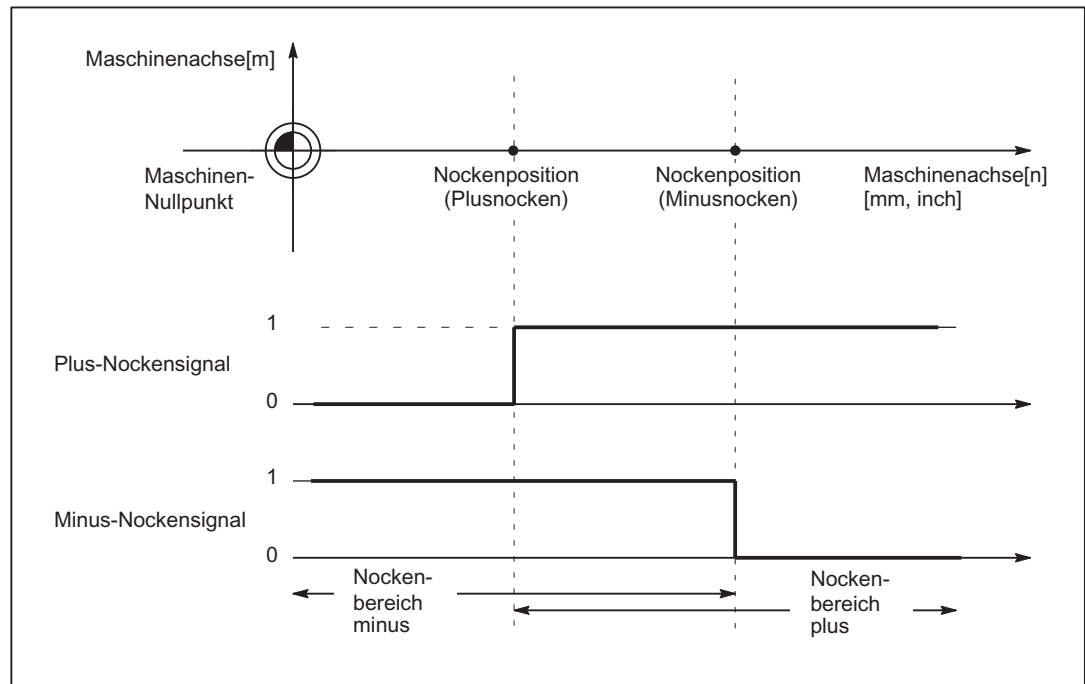 Maschinenachse[m]
Maschinen-
Nullpunkt
Nockenposition
(Plusnocken)
Nockenposition
(Minusnocken)
Maschinenachse[n]
[mm, inch]
1
Plus-Nockensignal
0
1
Minus-Nockensignal
0
Nocken-
bereich
minus
Nocken-
bereich
plus